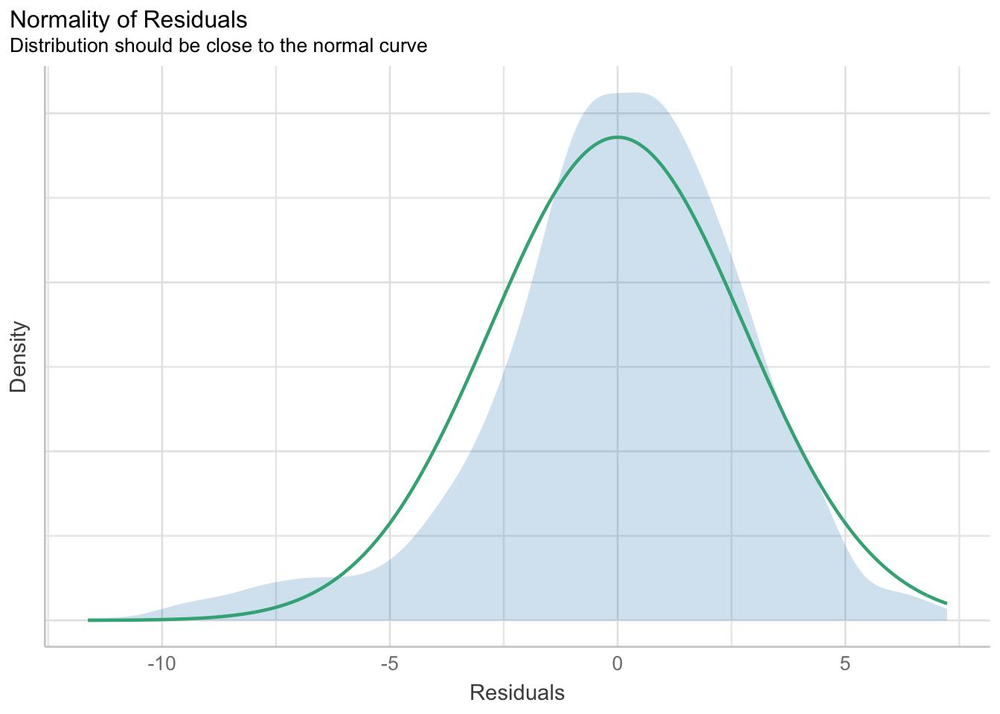 Normality of Residuals
Distribution should be close to the normal curve
Density
-10
-5
0
5
Residuals